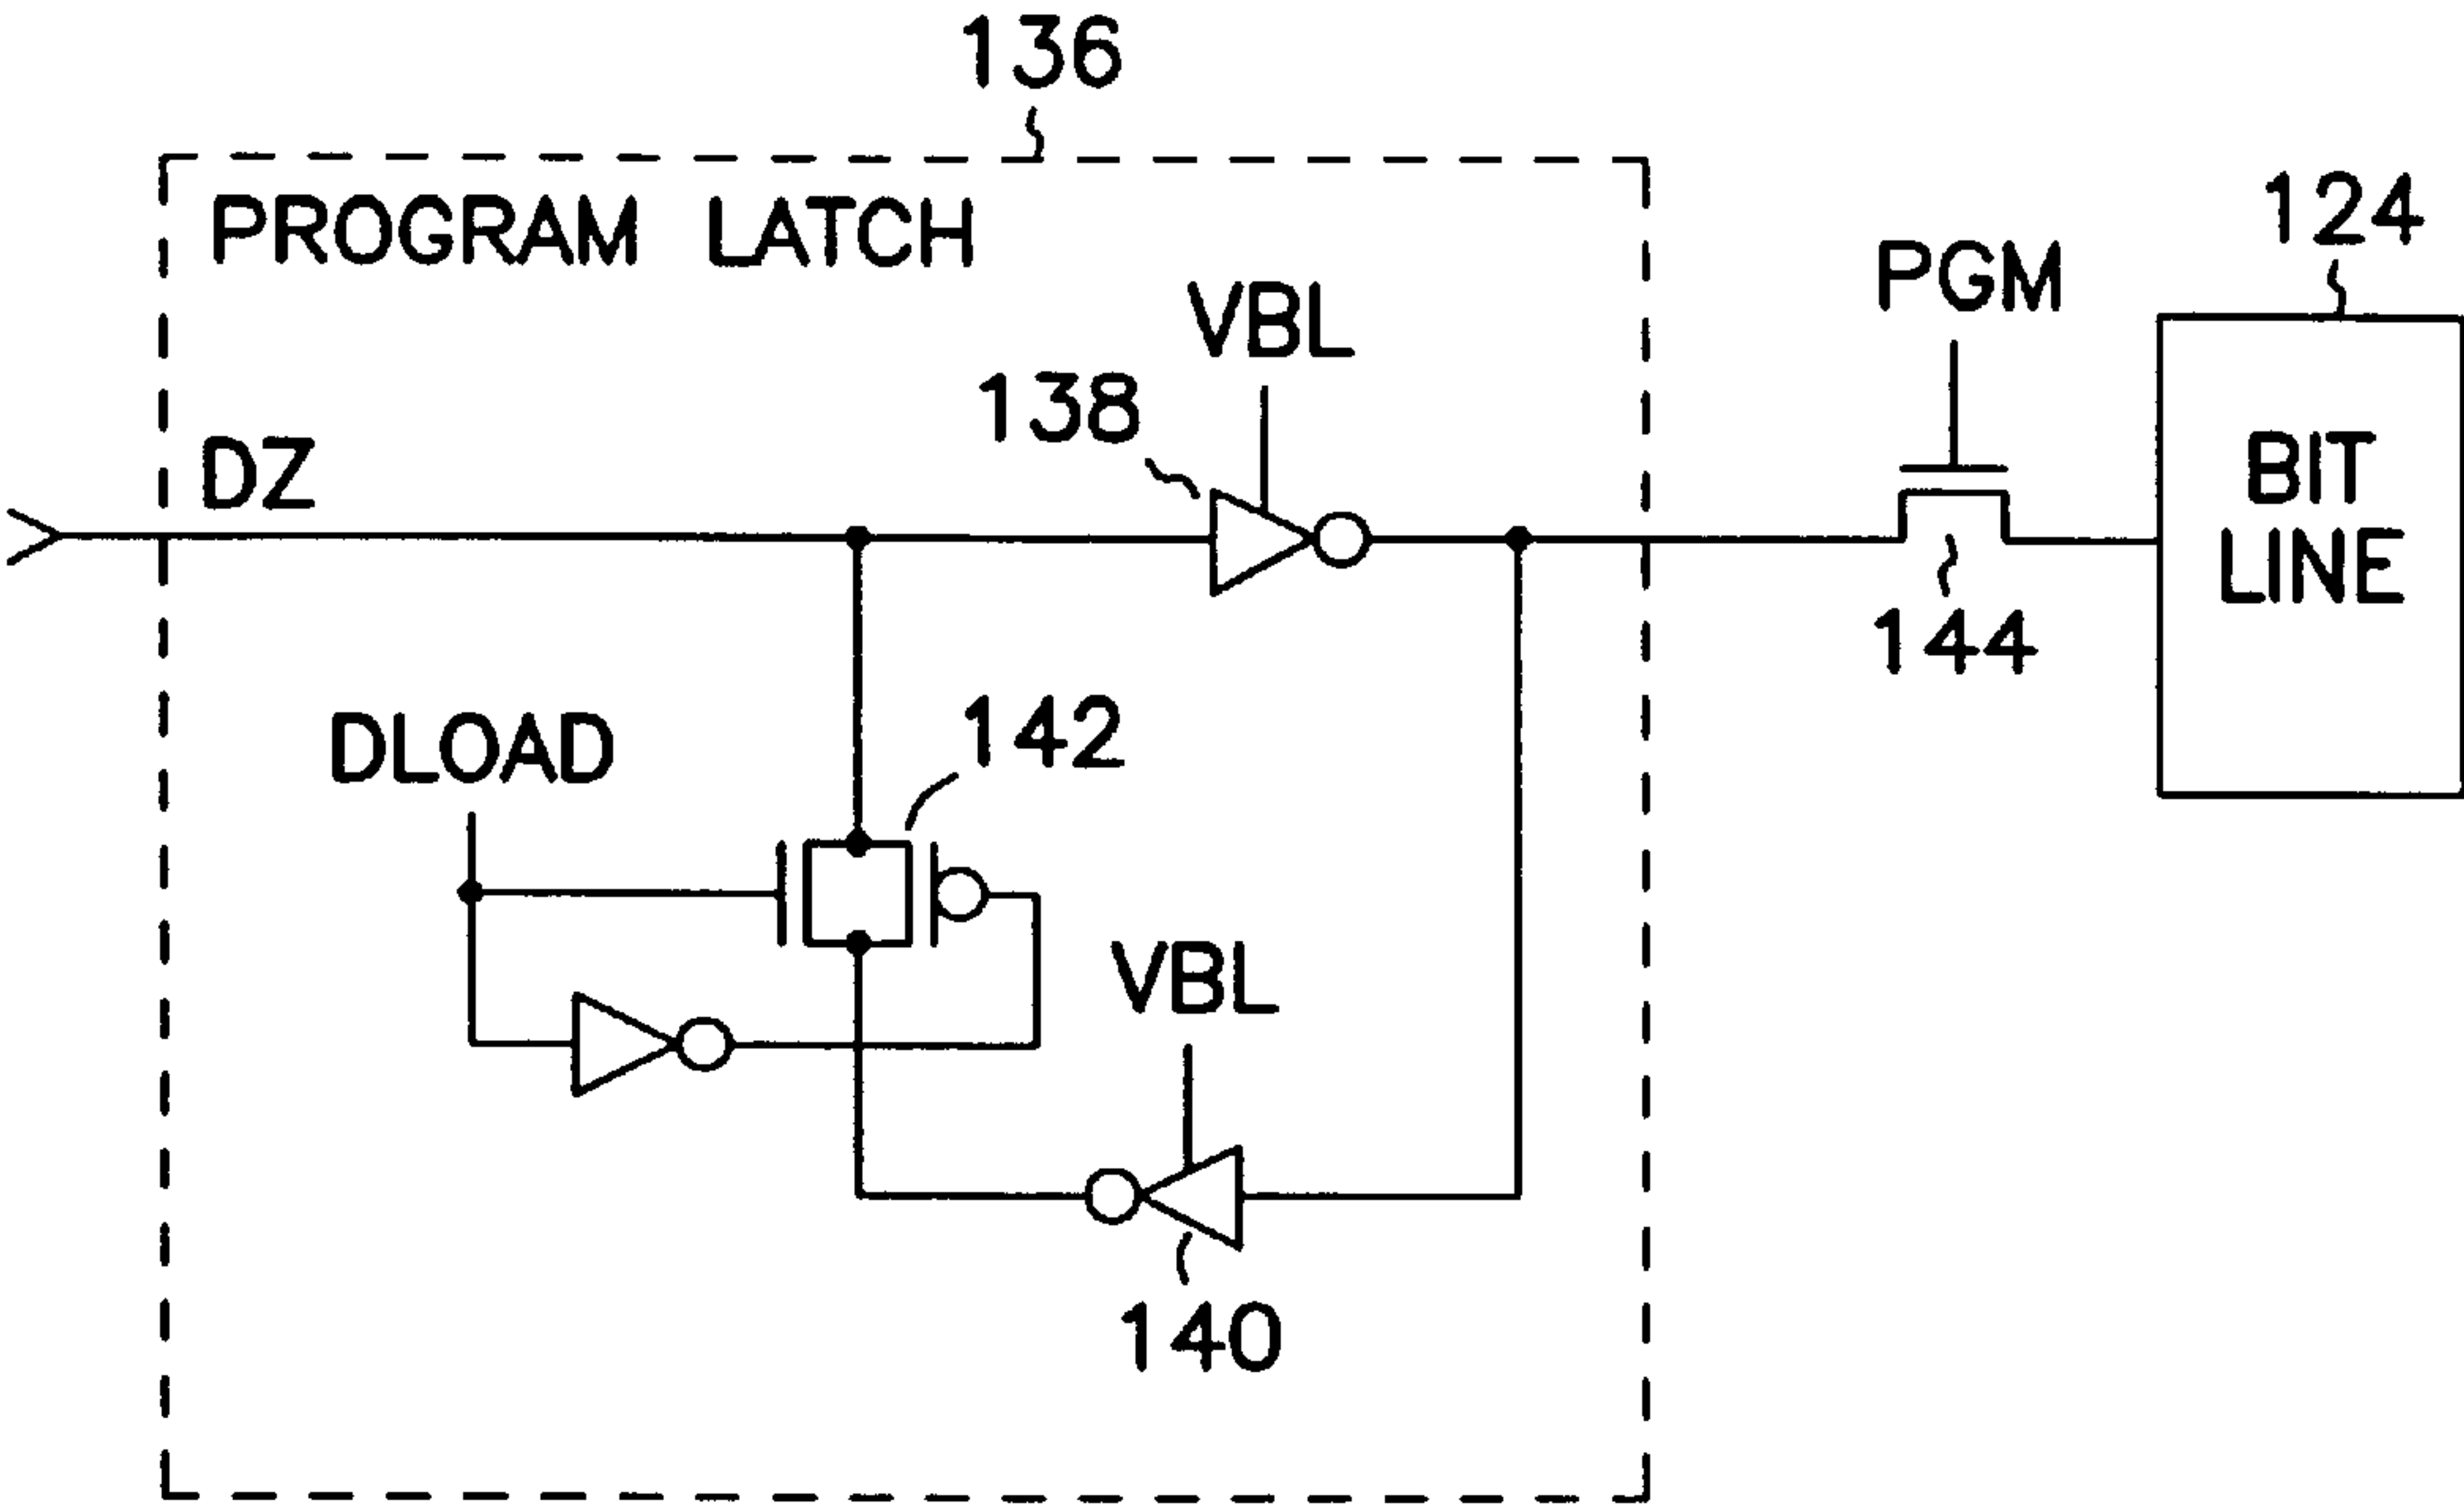 136
PROGRAM LATCH
124
PGM
VBL
138
DZ
BIT
LINE
144
DLOAD
142
VBL
140